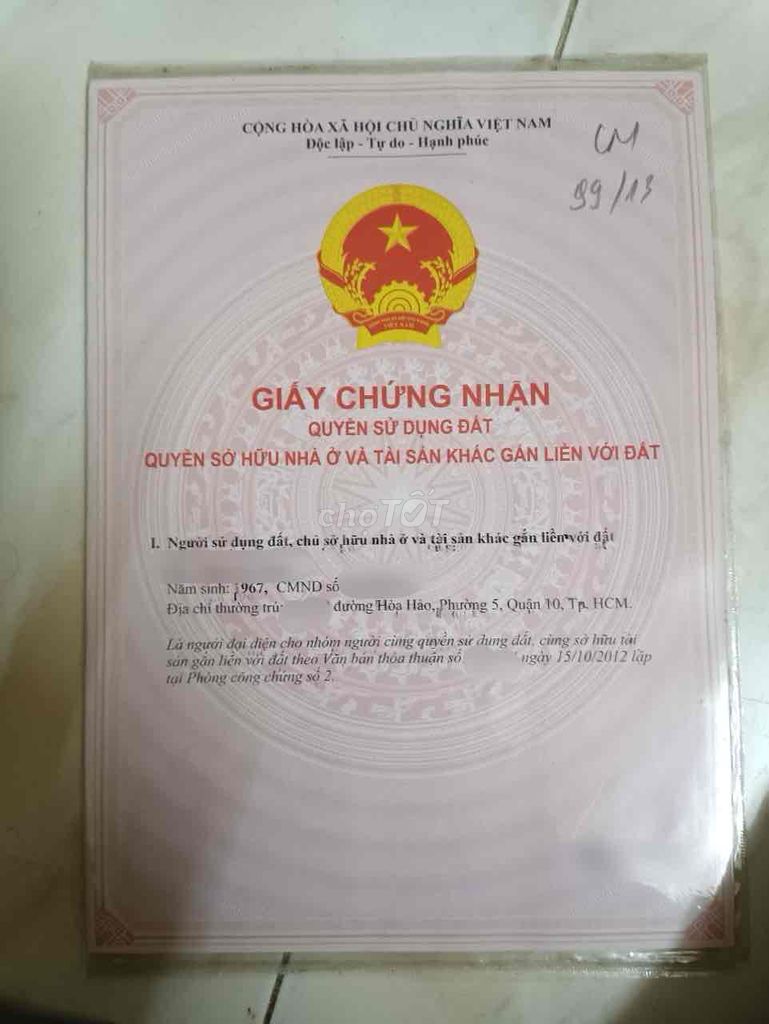 CỘNG HÒA XÃ HỘI CHỦ NGHĨA VIỆT NAM
Độc lập - Tự do - Hạnh phúc
CM
99/13
VIỆT NAM
GIẤY CHỨNG NHẬN
QUYỀN SỬ DỤNG ĐẤT
QUYỀN SỞ HỮU NHÀ Ở VÀ TÀI SẢN KHÁC GẮN LIỀN VỚI ĐẤT
choTỐT
I. Người sử dụng đất, chủ sở hữu nhà ở và tài sản khác gắn liền với đất
Năm sinh: 1967, CMND số
Địa chỉ thường trú: đường Hòa Hảo, Phường 5, Quận 10, Tp. HCM.
Là người đại diện cho nhóm người cùng quyền sử dụng đất, cùng sở hữu tài
sản gắn liền với đất theo Văn bản thỏa thuận số ngày 15/10/2012 lập
tại Phòng công chứng số 2.